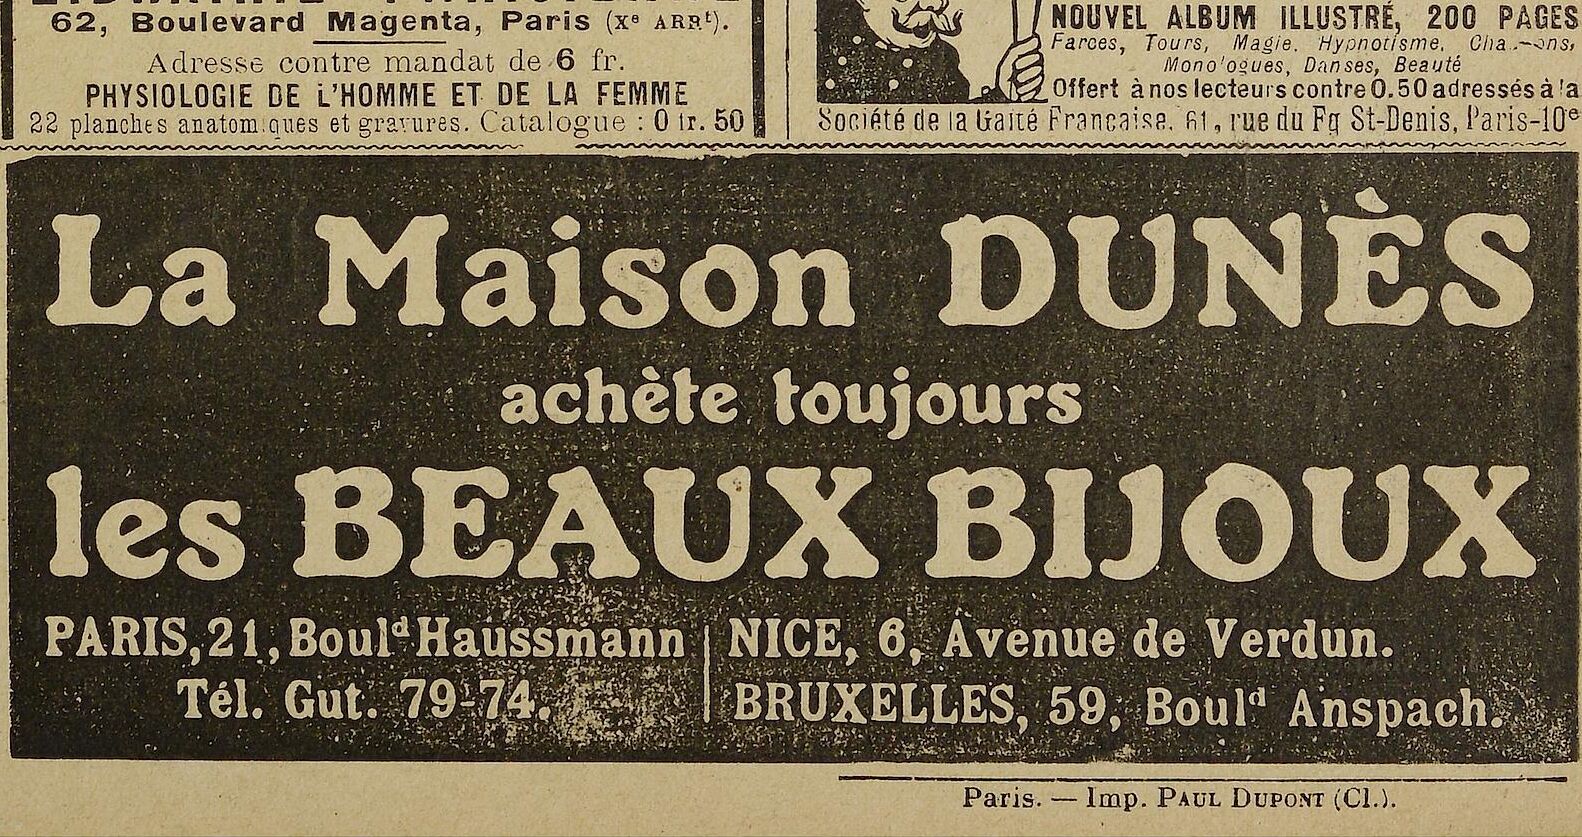 62, Boulevard Magenta, Paris (Xᵉ ARRᵗ).
Adresse contre mandat de 6 fr.
PHYSIOLOGIE DE L'HOMME ET DE LA FEMME
22 planches anatomiques et gravures. Catalogue : 0 fr. 50
NOUVEL ALBUM ILLUSTRÉ, 200 PAGES
Farces, Tours, Magie, Hypnotisme, Chansons,
Monologues, Danses, Beauté
Offert à nos lecteurs contre 0.50 adressés à la
Société de la Gaîté Française, 61, rue du Fg St-Denis, Paris-10ᵉ
La Maison DUNÈS
achète toujours
les BEAUX BIJOUX
PARIS, 21, Boulᵈ Haussmann
Tél. Gut. 79-74.
NICE, 6, Avenue de Verdun.
BRUXELLES, 59, Boulᵈ Anspach.
Paris. — Imp. PAUL DUPONT (Cl.).